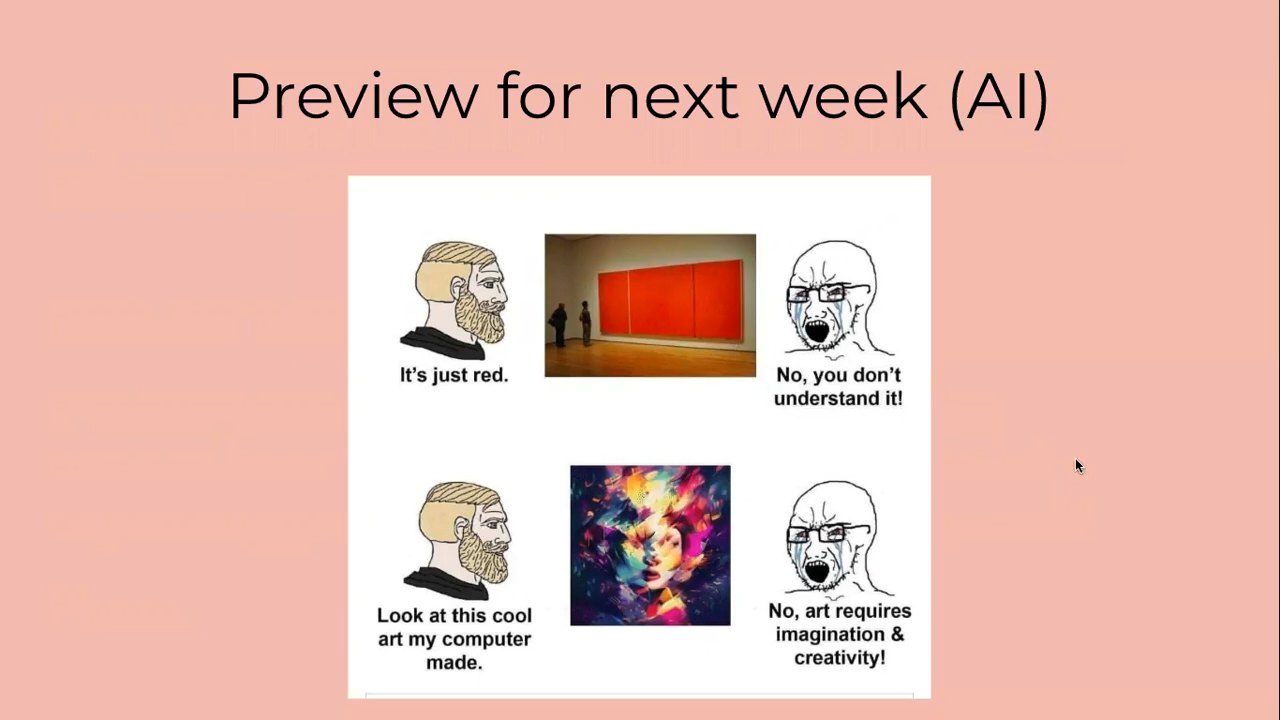 Preview for next week (AI)
It's just red.
No, you don't
understand it!
Look at this cool
art my computer
made.
No, art requires
imagination &
creativity!